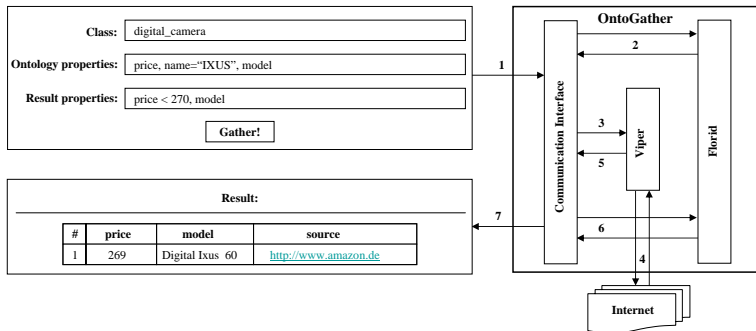 Class: digital_camera
Ontology properties: price, name=“IXUS”, model
Result properties: price < 270, model
Gather!
Result:
# price model source
1 269 Digital Ixus 60 http://www.amazon.de
OntoGather
Communication Interface
Viper
Florid
Internet
1
2
3
5
7
6
4